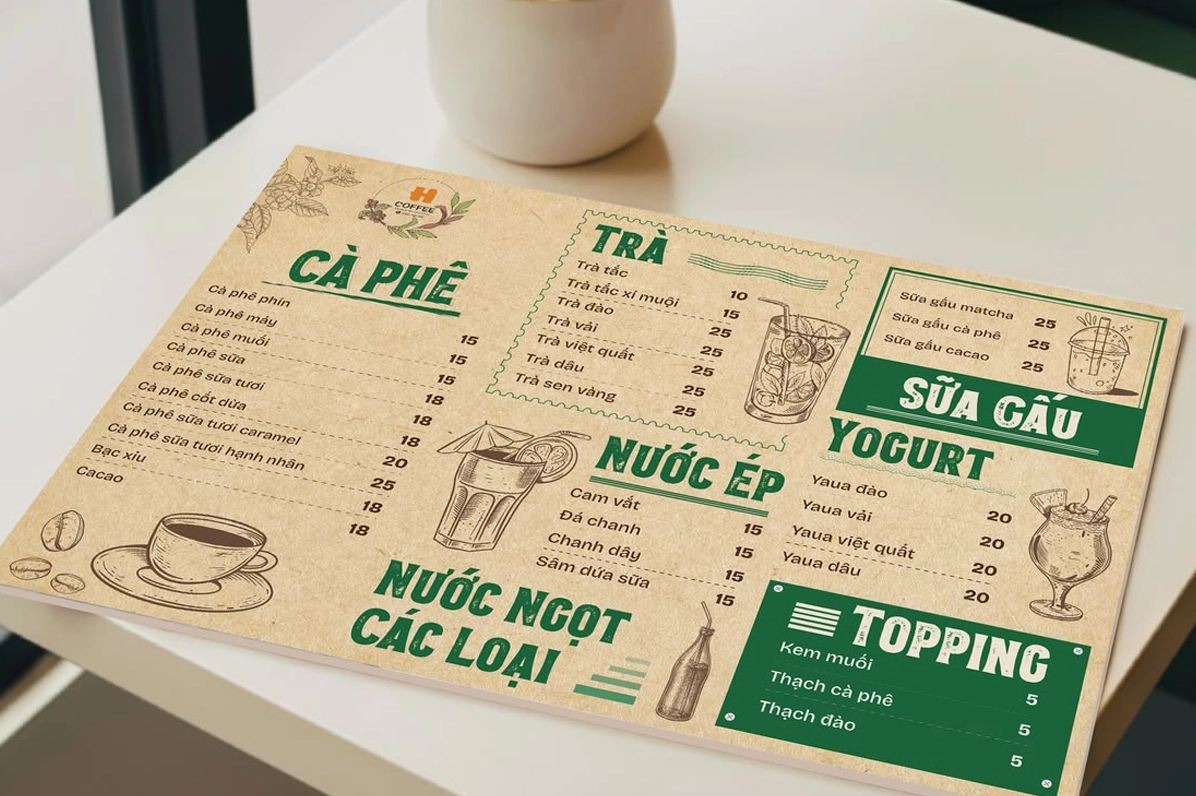 H
COFFEE
CÀ PHÊ
Cà phê phin 15
Cà phê máy 15
Cà phê muối 15
Cà phê sữa 18
Cà phê sữa tươi
Cà phê cốt dừa 18
Cà phê sữa tươi caramel 20
Cà phê sữa tươi hạnh nhân 25
Bạc xỉu 18
Cacao 18
TRÀ
Trà tắc 10
Trà tắc xí muội 15
Trà đào 25
Trà vải 25
Trà việt quất 25
Trà dâu 25
Trà sen vàng 25
NƯỚC ÉP
Cam vắt 15
Đá chanh 15
Chanh dây 15
Sâm dứa sữa 15
NƯỚC NGỌT
CÁC LOẠI
Sữa gấu matcha 25
Sữa gấu cà phê 25
Sữa gấu cacao 25
SỮA GẤU
YOGURT
Yaua đào 20
Yaua vải 20
Yaua việt quất 20
Yaua dâu 20
TOPPING
Kem muối 5
Thạch cà phê 5
Thạch đào 5